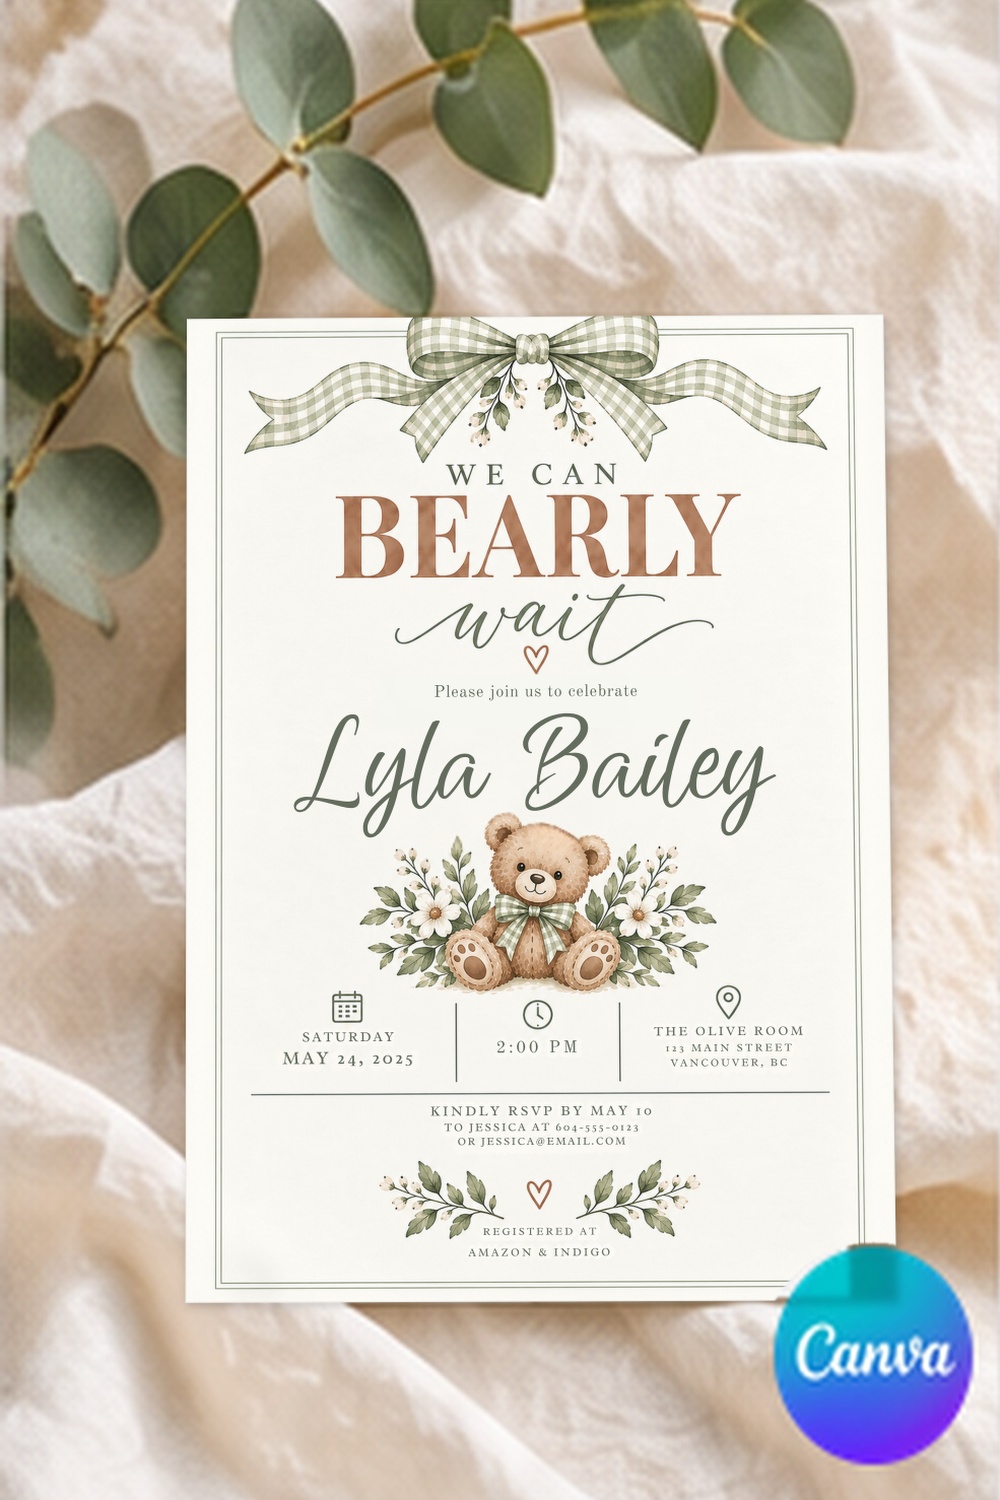 WE CAN
BEARLY
wait
Please join us to celebrate
Lyla Bailey
SATURDAY
MAY 24, 2025
2:00 PM
THE OLIVE ROOM
123 MAIN STREET
VANCOUVER, BC
KINDLY RSVP BY MAY 10
TO JESSICA AT 604-555-0123
OR JESSICA@EMAIL.COM
REGISTERED AT
AMAZON & INDIGO
Canva